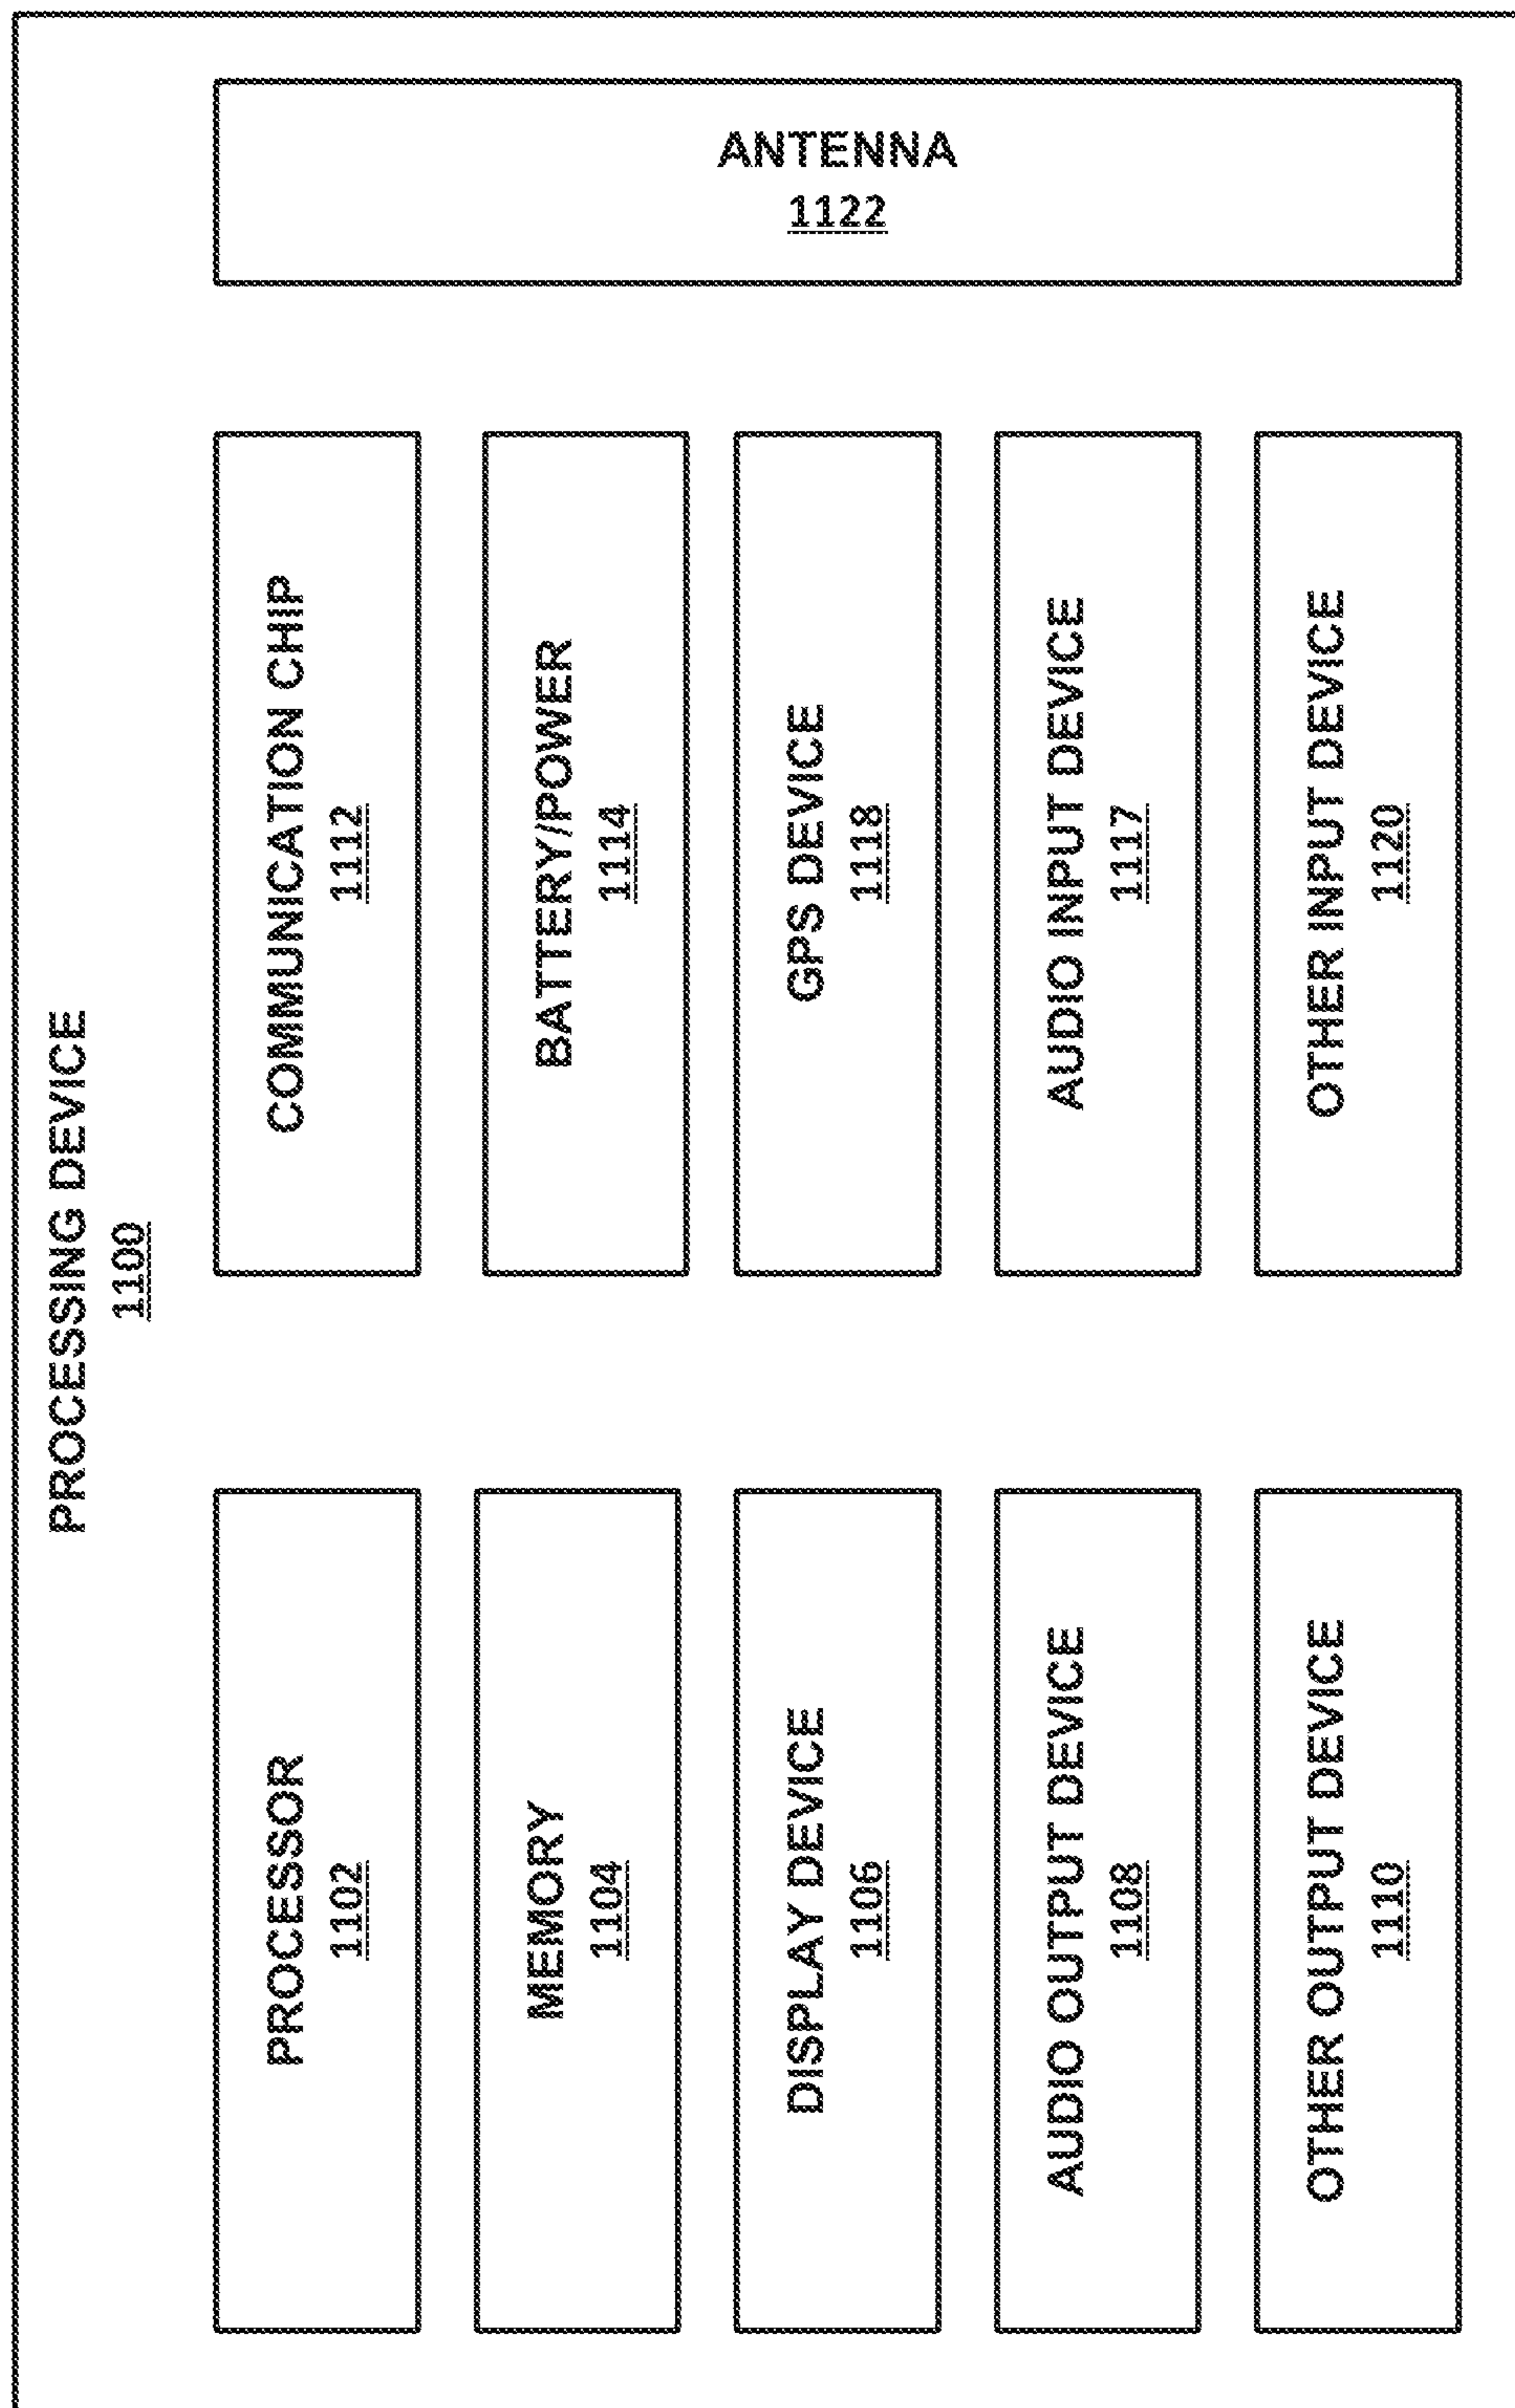 PROCESSING DEVICE
1100
PROCESSOR
1102
MEMORY
1104
DISPLAY DEVICE
1106
AUDIO OUTPUT DEVICE
1108
OTHER OUTPUT DEVICE
1110
COMMUNICATION CHIP
1112
BATTERY/POWER
1114
GPS DEVICE
1118
AUDIO INPUT DEVICE
1117
OTHER INPUT DEVICE
1120
ANTENNA
1122